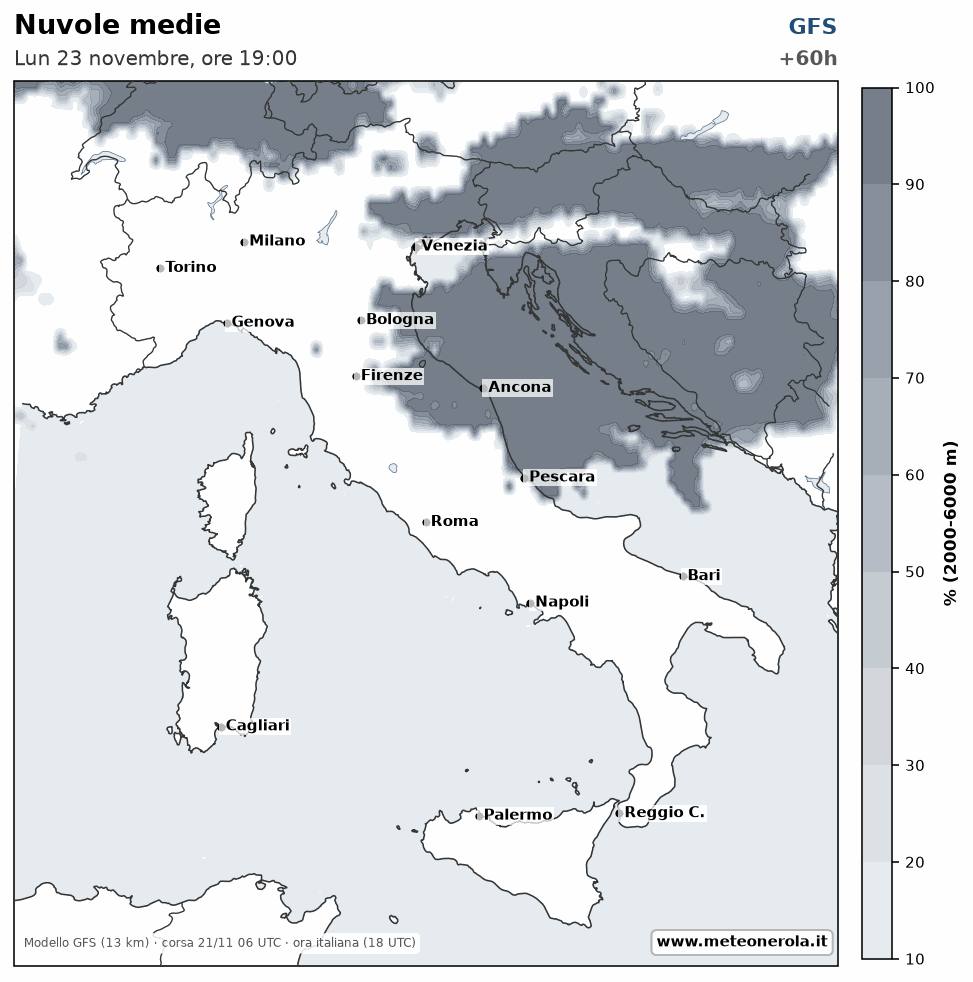 Nuvole medie
GFS
Lun 23 novembre, ore 19:00
+60h
Milano
Venezia
Torino
Genova
Bologna
Firenze
Ancona
Pescara
Roma
Bari
Napoli
Cagliari
Palermo
Reggio C.
100
90
80
70
60
50
40
30
20
10
% (2000-6000 m)
Modello GFS (13 km) · corsa 21/11 06 UTC · ora italiana (18 UTC)
www.meteonerola.it